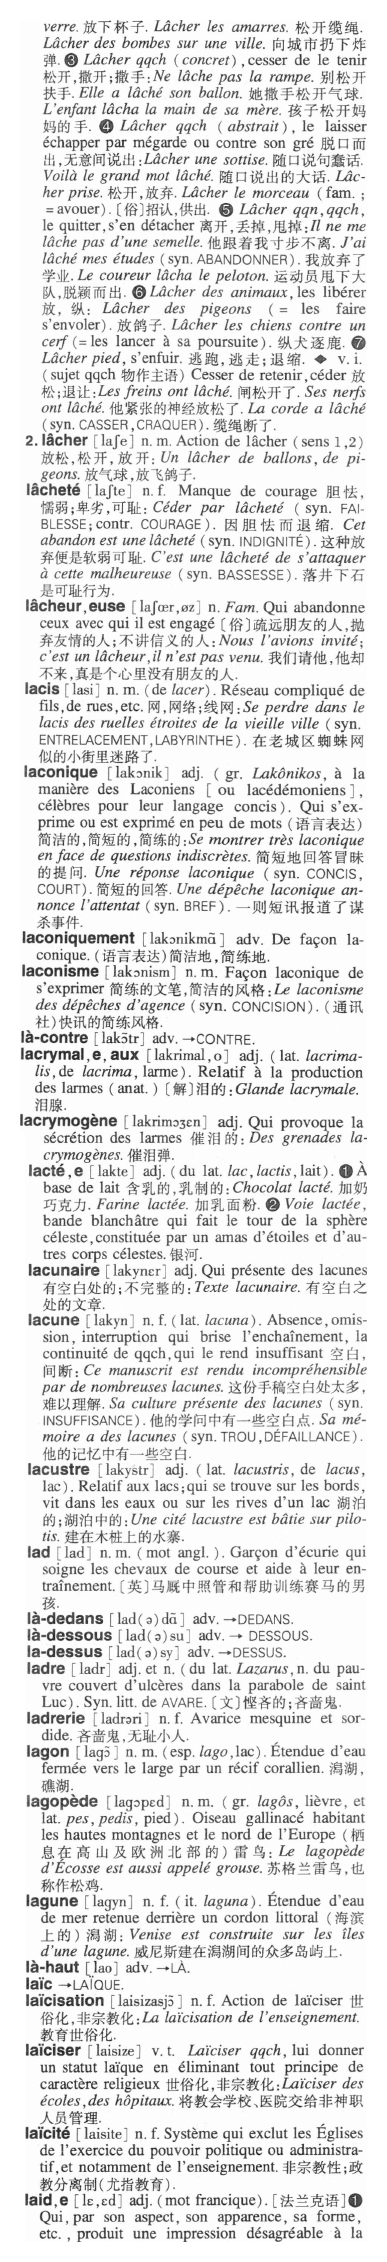 verre. 放下杯子. Lâcher les amarres. 松开缆绳.
Lâcher des bombes sur une ville. 向城市扔下炸
弹. ❸ Lâcher qqch (concret), cesser de le tenir
松开,撒开;撒手:Ne lâche pas la rampe. 别松开
扶手. Elle a lâché son ballon. 她撒手松开气球.
L'enfant lâcha la main de sa mère. 孩子松开妈
妈的手. ❹ Lâcher qqch (abstrait), le laisser
échapper par mégarde ou contre son gré 脱口而
出,无意间说出:Lâcher une sottise. 随口说句蠢话.
Voilà le grand mot lâché. 随口说出的大话. Lâc-
her prise. 松开,放弃. Lâcher le morceau (fam. ;
=avouer). [俗]招认,供出. ❺ Lâcher qqn,qqch,
le quitter, s'en détacher 离开,丢掉,甩掉:Il ne me
lâche pas d'une semelle. 他跟着我寸步不离. J'ai
lâché mes études (syn. ABANDONNER). 我放弃了
学业. Le coureur lâcha le peloton. 运动员甩下大
队,脱颖而出. ❻ Lâcher des animaux, les libérer
放, 纵: Lâcher des pigeons (= les faire
s'envoler). 放鸽子. Lâcher les chiens contre un
cerf (= les lancer à sa poursuite). 纵犬逐鹿. ❼
Lâcher pied, s'enfuir. 逃跑,逃走;退缩. ◆ v. i.
(sujet qqch 物作主语) Cesser de retenir, céder 放
松;退让:Les freins ont lâché. 闸松开了. Ses nerfs
ont lâché. 他紧张的神经放松了. La corde a lâché
(syn. CASSER,CRAQUER). 缆绳断了.
2. lâcher [laʃe] n. m. Action de lâcher (sens 1,2)
放松,松开,放开: Un lâcher de ballons, de pi-
geons. 放气球,放飞鸽子.
lâcheté [laʃte] n. f. Manque de courage 胆怯,
懦弱;卑劣,可耻: Céder par lâcheté (syn. FAI-
BLESSE;contr. COURAGE). 因胆怯而退缩. Cet
abandon est une lâcheté (syn. INDIGNITÉ). 这种放
弃便是软弱可耻. C'est une lâcheté de s'attaquer
à cette malheureuse (syn. BASSESSE). 落井下石
是可耻行为.
lâcheur,euse [laʃœr,øz] n. Fam. Qui abandonne
ceux avec qui il est engagé [俗]疏远朋友的人,抛
弃友情的人;不讲信义的人:Nous l'avions invité;
c'est un lâcheur, il n'est pas venu. 我们请他,他却
不来,真是个心里没有朋友的人.
lacis [lasi] n. m. (de lacer). Réseau compliqué de
fils, de rues, etc. 网,网络;线网:Se perdre dans le
lacis des ruelles étroites de la vieille ville (syn.
ENTRELACEMENT, LABYRINTHE). 在老城区蜘蛛网
似的小街里迷路了.
laconique [lakɔnik] adj. ( gr. Lakônikos, à la
manière des Laconiens [ ou lacédémoniens ],
célèbres pour leur langage concis). Qui s'ex-
prime ou est exprimé en peu de mots (语言表达)
简洁的,简短的,简练的:Se montrer très laconique
en face de questions indiscrètes. 简短地回答冒昧
的提问. Une réponse laconique (syn. CONCIS,
COURT). 简短的回答. Une dépêche laconique an-
nonce l'attentat (syn. BREF). 一则短讯报道了谋
杀事件.
laconiquement [lakɔnikmɑ̃] adv. De façon la-
conique. (语言表达)简洁地,简练地.
laconisme [lakɔnism] n. m. Façon laconique de
s'exprimer 简练的文笔,简洁的风格:Le laconisme
des dépêches d'agence (syn. CONCISION). (通讯
社)快讯的简练风格.
là-contre [lakɔ̃tr] adv. →CONTRE.
lacrymal,e,aux [lakrimal,o] adj. (lat. lacrima-
lis, de lacrima, larme). Relatif à la production
des larmes (anat.) [解]泪的:Glande lacrymale.
泪腺.
lacrymogène [lakrimɔʒɛn] adj. Qui provoque la
sécrétion des larmes 催泪的: Des grenades la-
crymogènes. 催泪弹.
lacté,e [lakte] adj. (du lat. lac, lactis, lait). ❶ À
base de lait 含乳的,乳制的:Chocolat lacté. 加奶
巧克力. Farine lactée. 加乳面粉. ❷ Voie lactée,
bande blanchâtre qui fait le tour de la sphère
céleste,constituée par un amas d'étoiles et d'au-
tres corps célestes. 银河.
lacunaire [lakynɛr] adj. Qui présente des lacunes
有空白处的;不完整的:Texte lacunaire. 有空白之
处的文章.
lacune [lakyn] n. f. (lat. lacuna). Absence, omis-
sion, interruption qui brise l'enchaînement, la
continuité de qqch, qui le rend insuffisant 空白,
间断: Ce manuscrit est rendu incompréhensible
par de nombreuses lacunes. 这份手稿空白处太多,
难以理解. Sa culture présente des lacunes (syn.
INSUFFISANCE). 他的学问中有一些空白点. Sa mé-
moire a des lacunes (syn. TROU, DÉFAILLANCE).
他的记忆中有一些空白.
lacustre [lakystr] adj. (lat. lacustris, de lacus,
lac). Relatif aux lacs; qui se trouve sur les bords,
vit dans les eaux ou sur les rives d'un lac 湖泊
的;湖泊中的:Une cité lacustre est bâtie sur pilo-
tis. 建在木桩上的水寨.
lad [lad] n. m. (mot angl.). Garçon d'écurie qui
soigne les chevaux de course et aide à leur en-
traînement. [英]马厩中照管和帮助训练赛马的男
孩.
là-dedans [lad(ə)dɑ̃] adv. →DEDANS.
là-dessous [lad(ə)su] adv. → DESSOUS.
la-dessus [lad(ə)sy] adv. →DESSUS.
ladre [ladr] adj. et n. (du lat. Lazarus, n. du pau-
vre couvert d'ulcères dans la parabole de saint
Luc). Syn. litt. de AVARE. [文]悭吝的;吝啬鬼.
ladrerie [ladrəri] n. f. Avarice mesquine et sor-
dide. 吝啬鬼,无耻小人.
lagon [lagɔ̃] n. m. (esp. lago, lac). Étendue d'eau
fermée vers le large par un récif corallien. 潟湖,
礁湖.
lagopède [lagɔpɛd] n. m. ( gr. lagôs, lièvre, et
lat. pes, pedis, pied). Oiseau gallinacé habitant
les hautes montagnes et le nord de l'Europe (栖
息在高山及欧洲北部的) 雷鸟: Le lagopède
d'Écosse est aussi appelé grouse. 苏格兰雷鸟,也
称作松鸡.
lagune [lagyn] n. f. (it. laguna). Étendue d'eau
de mer retenue derrière un cordon littoral (海滨
上的) 潟湖: Venise est construite sur les îles
d'une lagune. 威尼斯建在潟湖间的众多岛屿上.
là-haut [lao] adv. →LÀ.
laïc →LAÏQUE.
laïcisation [laisizasjɔ̃] n. f. Action de laïciser 世
俗化,非宗教化:La laïcisation de l'enseignement.
教育世俗化.
laïciser [laisize] v. t. Laïciser qqch, lui donner
un statut laïque en éliminant tout principe de
caractère religieux 世俗化,非宗教化:Laïciser des
écoles, des hôpitaux. 将教会学校、医院交给非神职
人员管理.
laïcité [laisite] n. f. Système qui exclut les Églises
de l'exercice du pouvoir politique ou administra-
tif, et notamment de l'enseignement. 非宗教性;政
教分离制(尤指教育).
laid,e [lɛ,ɛd] adj. (mot francique). [法兰克语]❶
Qui, par son aspect, son apparence, sa forme,
etc. , produit une impression désagréable à la